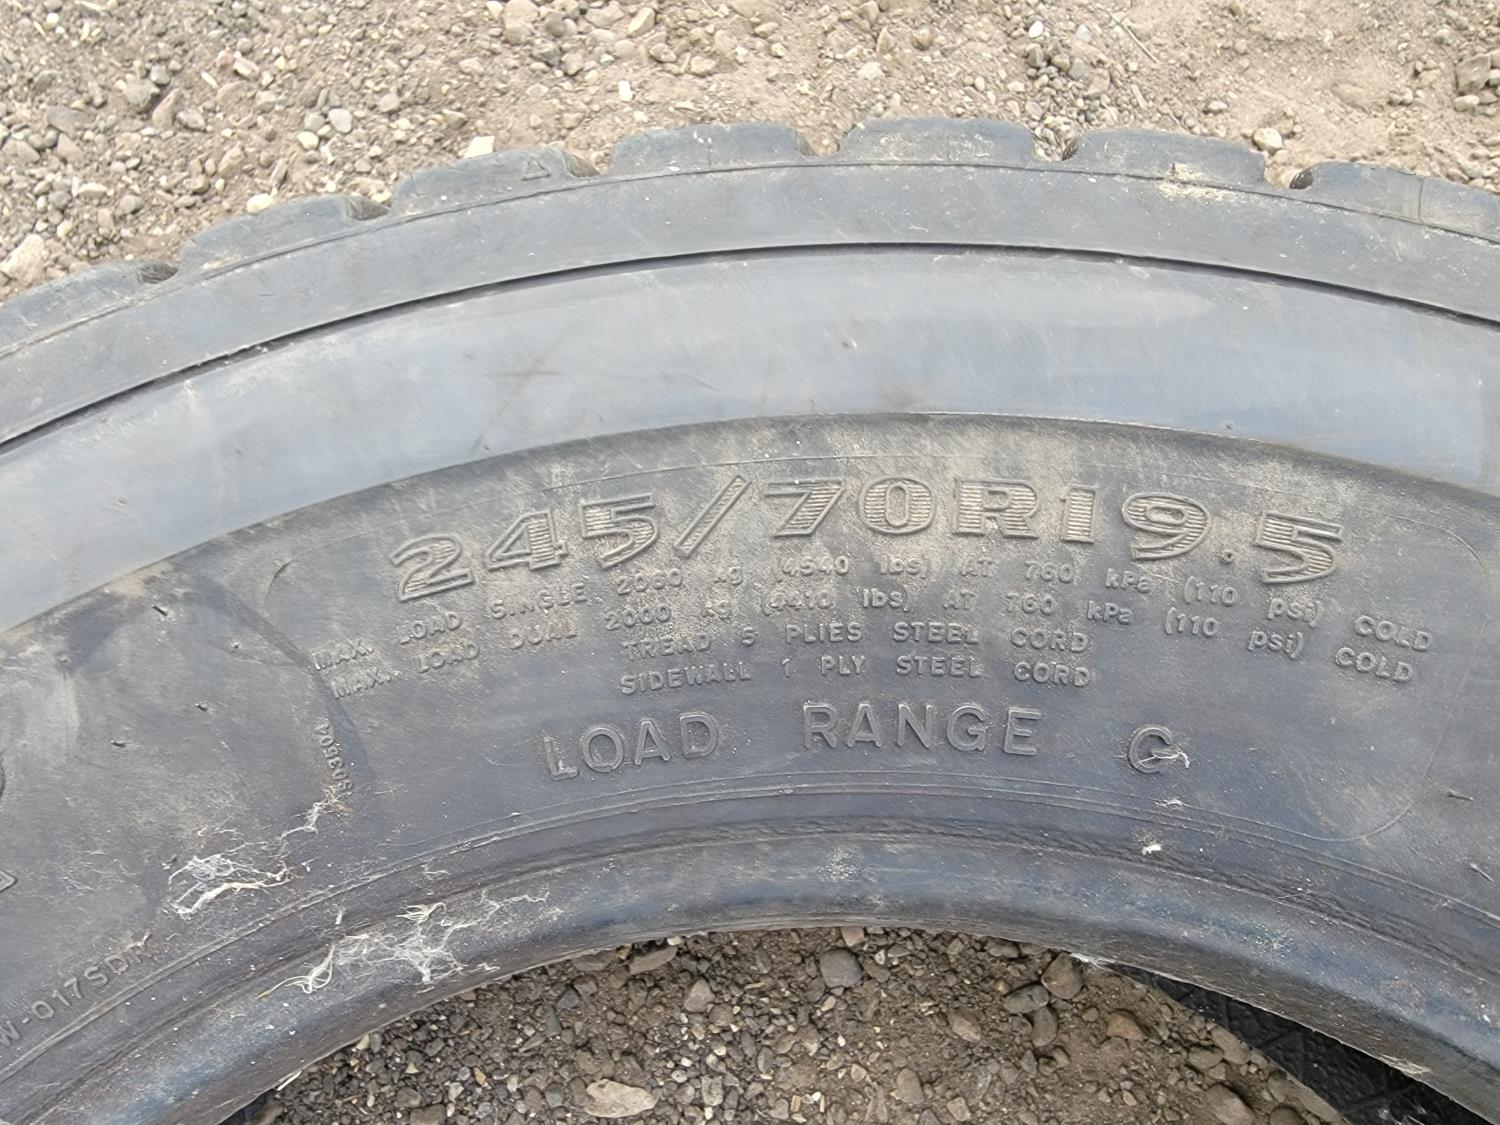 245/70R19.5
MAX. LOAD SINGLE 2060 kg (4540 lbs) AT 760 kPa (110 psi) COLD
MAX. LOAD DUAL 2000 kg (4410 lbs) AT 760 kPa (110 psi) COLD
TREAD 5 PLIES STEEL CORD
SIDEWALL 1 PLY STEEL CORD
LOAD RANGE G
S03504
W-017SDR